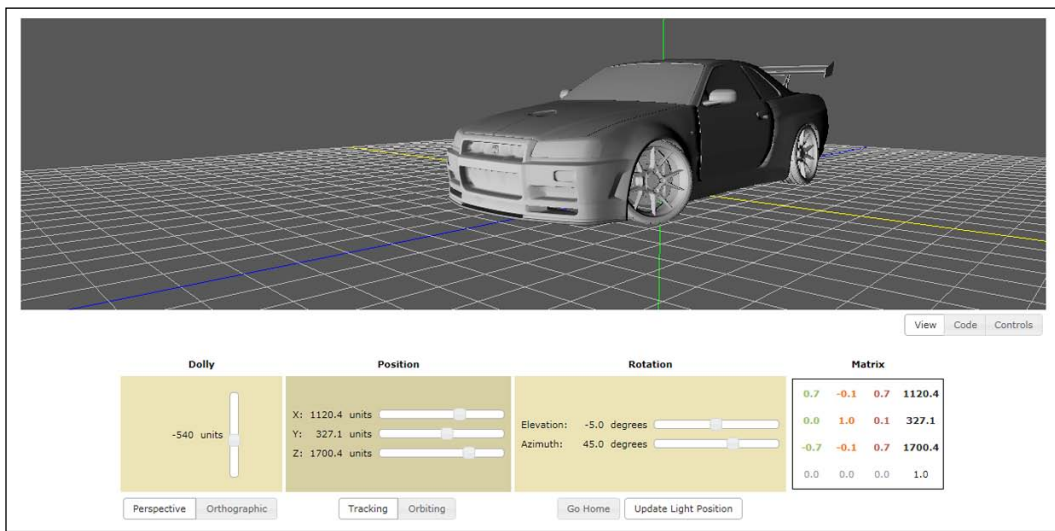 View Code Controls
Dolly
Position
Rotation
Matrix
-540 units
X: 1120.4 units
Y: 327.1 units
Z: 1700.4 units
Elevation: -5.0 degrees
Azimuth: 45.0 degrees
0.7 -0.1 0.7 1120.4
0.0 1.0 0.1 327.1
-0.7 -0.1 0.7 1700.4
0.0 0.0 0.0 1.0
Perspective Orthographic
Tracking Orbiting
Go Home Update Light Position